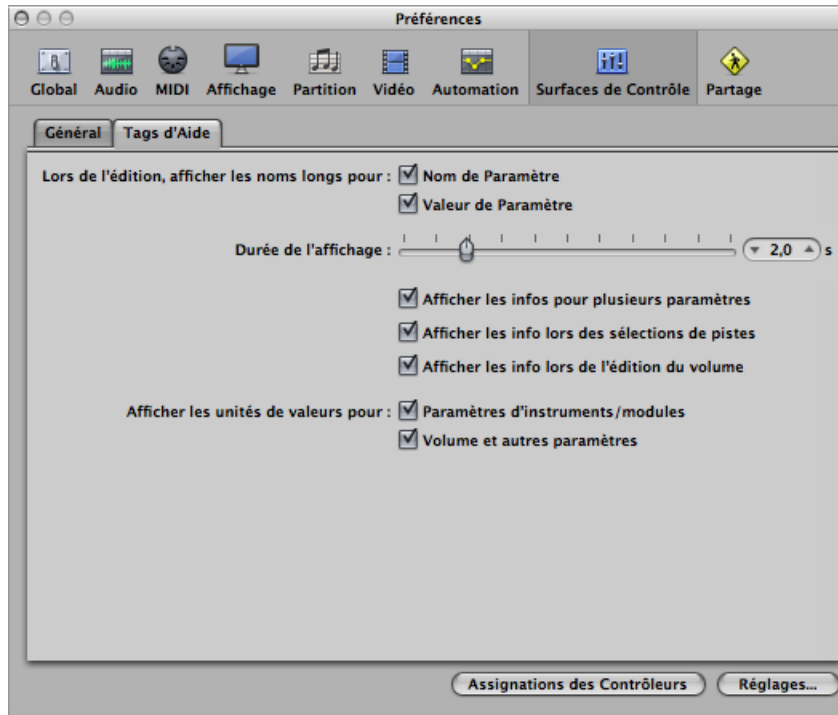 Préférences
Global Audio MIDI Affichage Partition Vidéo Automation Surfaces de Contrôle Partage
Général Tags d'Aide
Lors de l'édition, afficher les noms longs pour : Nom de Paramètre
Valeur de Paramètre
Durée de l'affichage : 2,0 s
Afficher les infos pour plusieurs paramètres
Afficher les info lors des sélections de pistes
Afficher les info lors de l'édition du volume
Afficher les unités de valeurs pour : Paramètres d'instruments/modules
Volume et autres paramètres
Assignations des Contrôleurs Réglages...